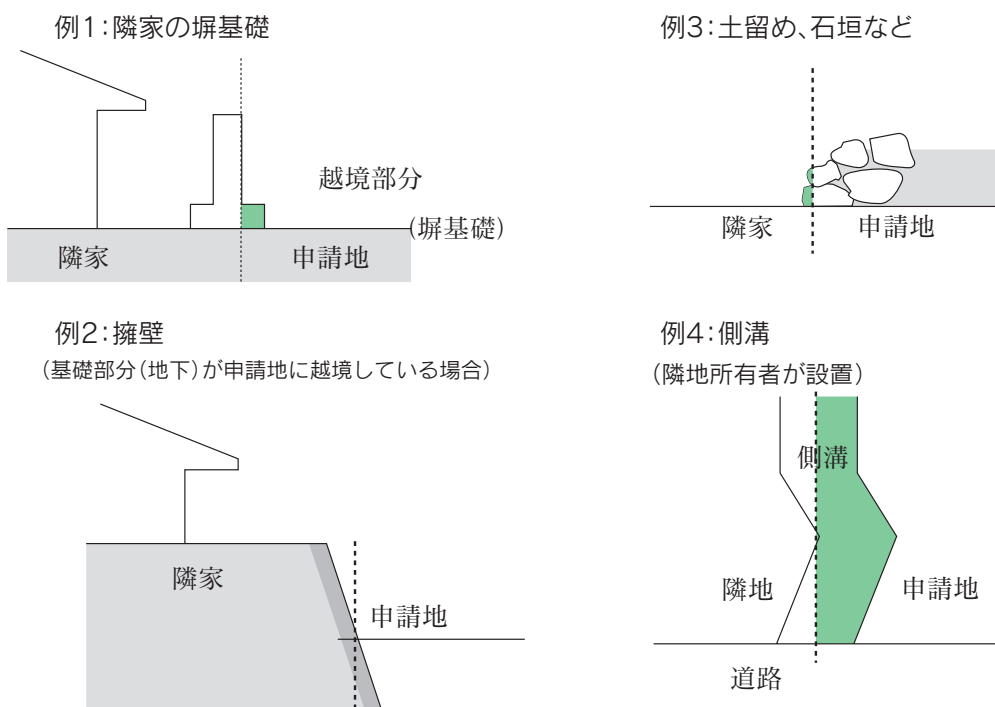 例1：隣家の塀基礎
越境部分
(塀基礎)
隣家
申請地
例2：擁壁
（基礎部分（地下）が申請地に越境している場合）
隣家
申請地
例3：土留め、石垣など
隣家
申請地
例4：側溝
（隣地所有者が設置）
側溝
隣地
申請地
道路